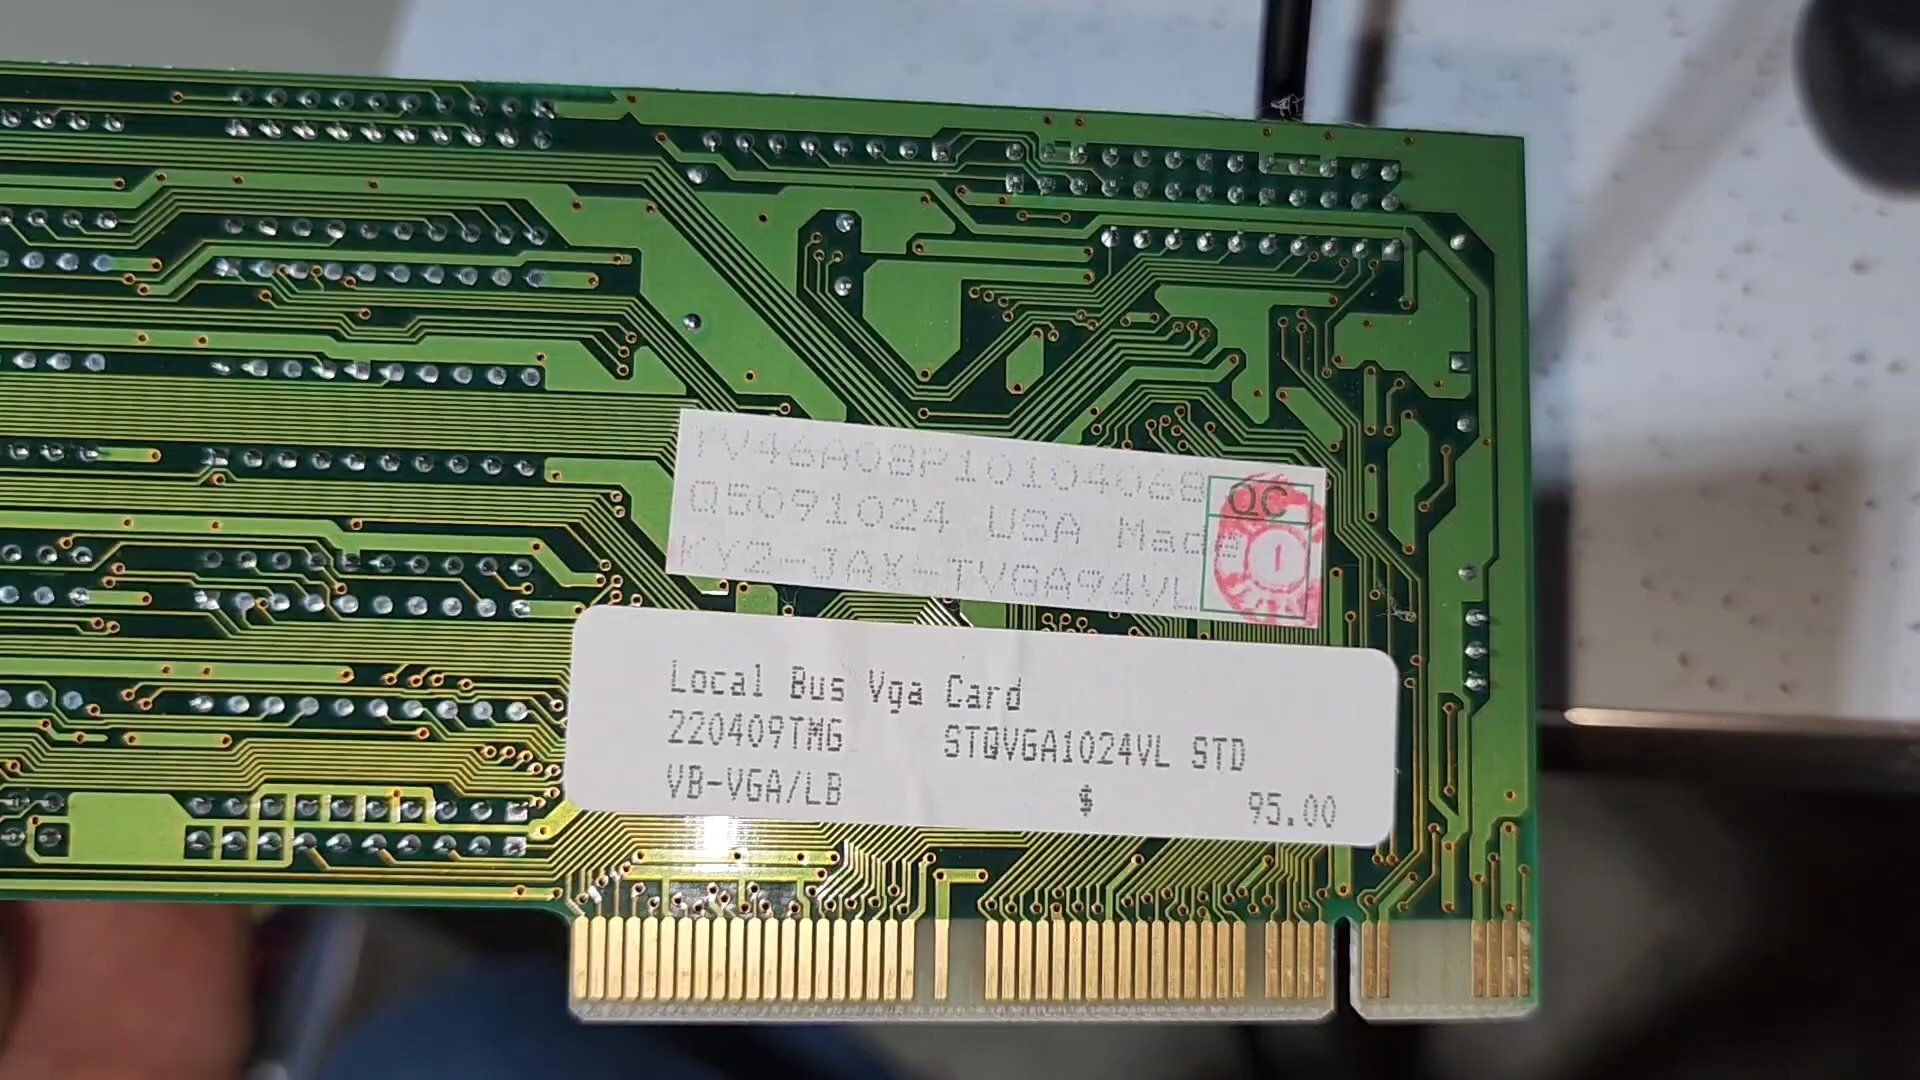 TV46A08P10104068
Q5091024 USA Made
KY2-JAX-TVGA94VL
QC
1
Local Bus Vga Card
220409TMG STQVGA1024VL STD
VB-VGA/LB $ 95.00